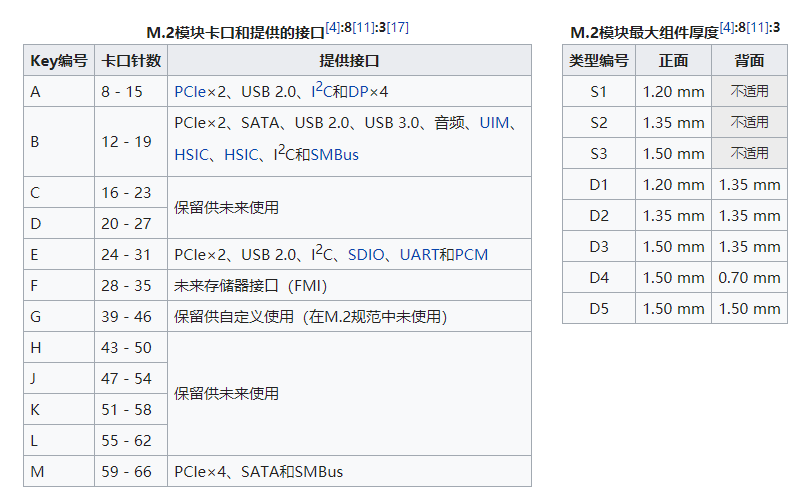 M.2模块卡口和提供的接口[4]:8[11]:3[17]
Key编号 卡口针数 提供接口
A 8 - 15 PCIe×2、USB 2.0、I2C和DP×4
B 12 - 19 PCIe×2、SATA、USB 2.0、USB 3.0、音频、UIM、
HSIC、HSIC、I2C和SMBus
C 16 - 23 保留供未来使用
D 20 - 27
E 24 - 31 PCIe×2、USB 2.0、I2C、SDIO、UART和PCM
F 28 - 35 未来存储器接口（FMI）
G 39 - 46 保留供自定义使用（在M.2规范中未使用）
H 43 - 50 保留供未来使用
J 47 - 54
K 51 - 58
L 55 - 62
M 59 - 66 PCIe×4、SATA和SMBus
M.2模块最大组件厚度[4]:8[11]:3
类型编号 正面 背面
S1 1.20 mm 不适用
S2 1.35 mm 不适用
S3 1.50 mm 不适用
D1 1.20 mm 1.35 mm
D2 1.35 mm 1.35 mm
D3 1.50 mm 1.35 mm
D4 1.50 mm 0.70 mm
D5 1.50 mm 1.50 mm